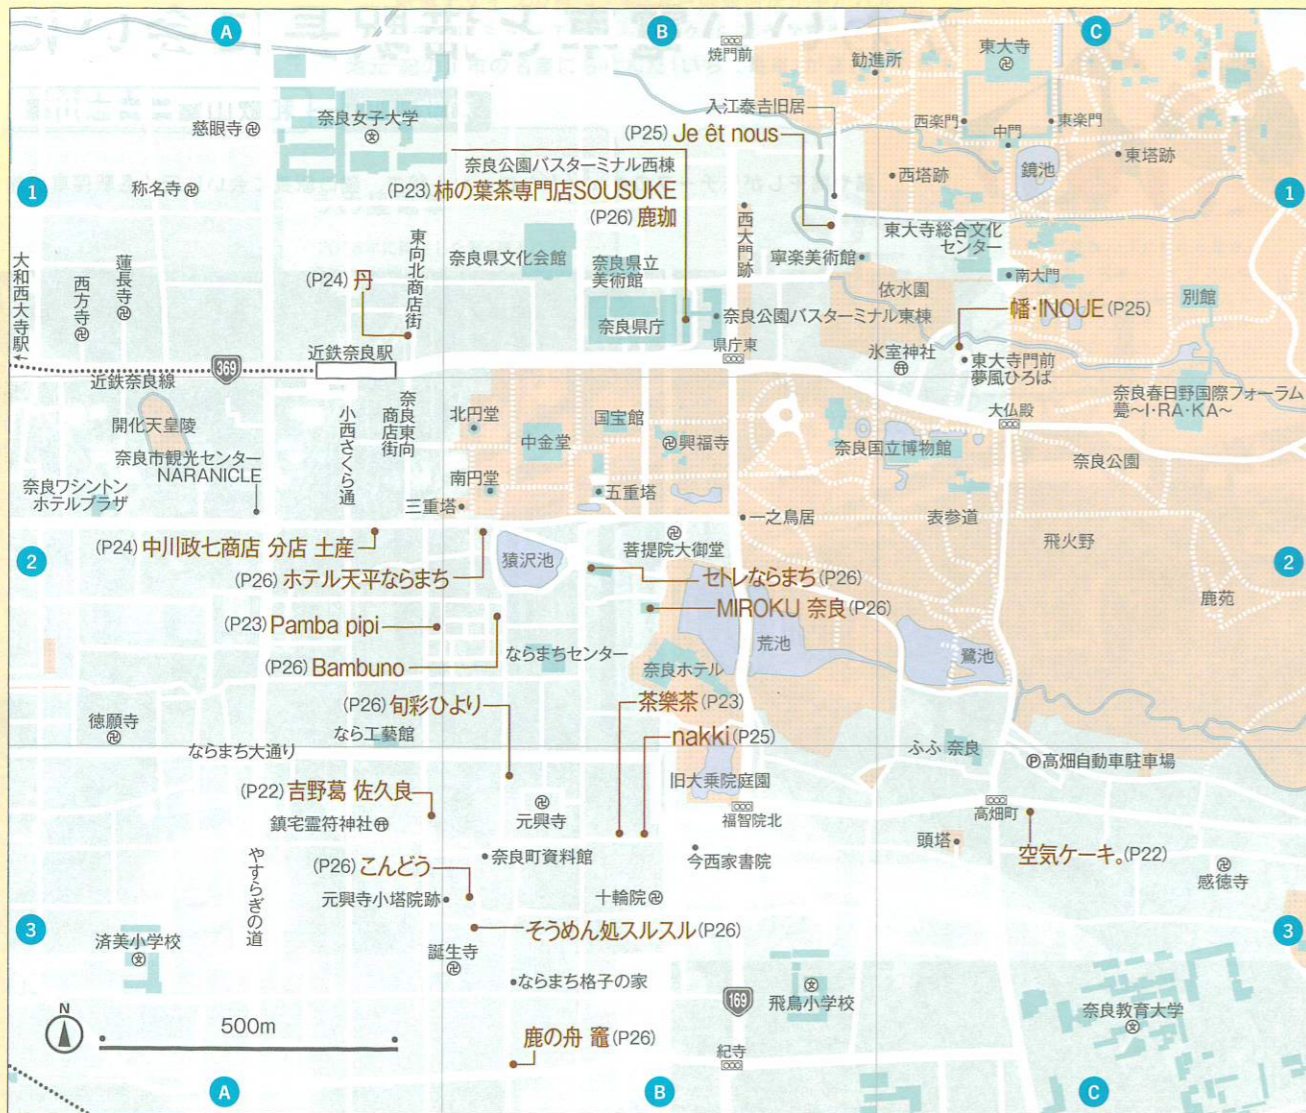 A
B
C
焼門前
勧進所
東大寺
慈眼寺
奈良女子大学
入江泰吉旧居
(P25) Je êt nous
西楽門
中門
東楽門
東塔跡
奈良公園バスターミナル西棟
(P23) 柿の葉茶専門店SOUSUKE
(P26) 鹿珈
西塔跡
鏡池
1
称名寺
1
西大門跡
東大寺総合文化
センター
東向北商店街
奈良県文化会館
奈良県立
美術館
寧楽美術館
南大門
大和西大寺駅
西方寺
蓮長寺
(P24) 丹
依水園
別館
幡・INOUE (P25)
奈良県庁
奈良公園バスターミナル東棟
県庁東
氷室神社
東大寺門前
夢風ひろば
近鉄奈良駅
369
近鉄奈良線
奈良春日野国際フォーラム
甍～I・RA・KA～
開化天皇陵
小西さくら通
奈良東向
商店街
北円堂
中金堂
国宝館
興福寺
奈良国立博物館
大仏殿
奈良公園
奈良市観光センター
NARANICLE
奈良ワシントン
ホテルプラザ
南円堂
五重塔
三重塔
一之鳥居
表参道
飛火野
(P24) 中川政七商店 分店 土産
猿沢池
菩提院大御堂
2
2
(P26) ホテル天平ならまち
セトレならまち(P26)
MIROKU 奈良(P26)
鹿苑
(P23) Pamba pipi
(P26) Bambuno
ならまちセンター
奈良ホテル
荒池
鷺池
(P26) 旬彩ひより
茶樂茶(P23)
徳願寺
ならまち大通り
なら工藝館
nakki(P25)
ふふ 奈良
P高畑自動車駐車場
旧大乗院庭園
(P22) 吉野葛 佐久良
鎮宅霊符神社
元興寺
福智院北
高畑町
頭塔
空気ケーキ。(P22)
やすらぎの道
奈良町資料館
今西家書院
感徳寺
(P26) こんどう
元興寺小塔院跡
十輪院
3
3
そうめん処スルスル(P26)
済美小学校
誕生寺
ならまち格子の家
169
飛鳥小学校
奈良教育大学
N
500m
鹿の舟 竈(P26)
紀寺
A
B
C